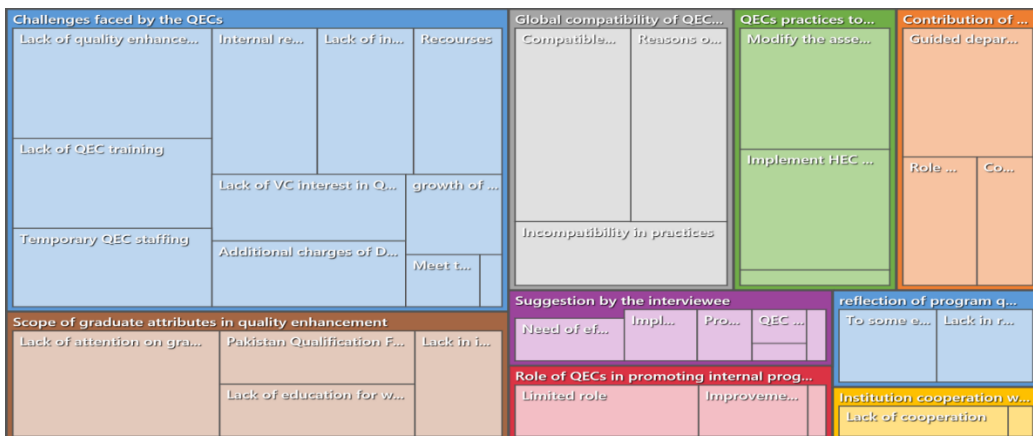 Challenges faced by the QECs
Lack of quality enhance...
Internal re...
Lack of in...
Recourses
Lack of QEC training
Lack of VC interest in Q...
growth of ...
Temporary QEC staffing
Additional charges of D...
Meet t...
Global compatibility of QEC...
Compatible...
Reasons o...
Incompatibility in practices
QECs practices to...
Modify the asse...
Implement HEC ...
Contribution of ...
Guided depar...
Role ...
Co...
Scope of graduate attributes in quality enhancement
Lack of attention on gra...
Pakistan Qualification F...
Lack in i...
Lack of education for w...
Suggestion by the interviewee
Need of ef...
Impl...
Pro...
QEC ...
reflection of program q...
To some e...
Lack in r...
Role of QECs in promoting internal prog...
Limited role
Improveme...
Institution cooperation w...
Lack of cooperation